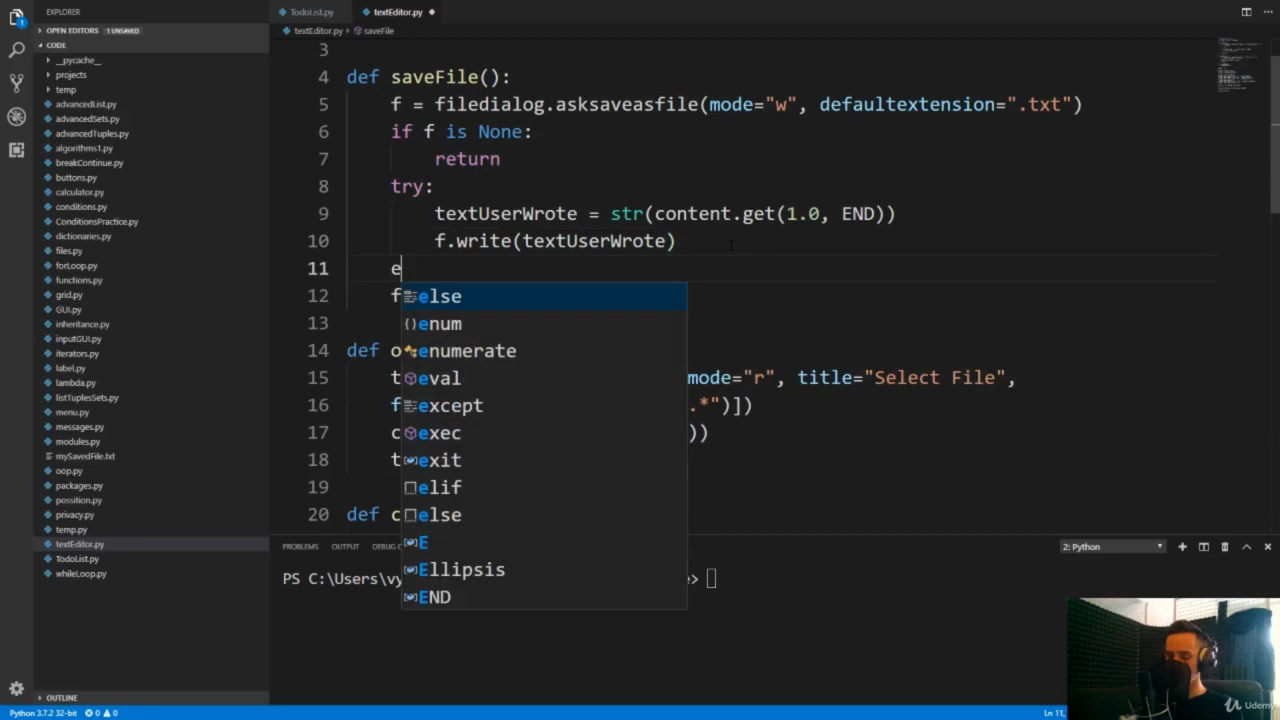 EXPLORER
TodoList.py
textEditor.py
OPEN EDITORS 1 UNSAVED
textEditor.py saveFile
CODE
__pycache__
projects
temp
advancedList.py
advancedSets.py
advancedTuples.py
algorithms1.py
breakContinue.py
buttons.py
calculator.py
conditions.py
ConditionsPractice.py
dictionaries.py
files.py
forLoop.py
functions.py
grid.py
GUI.py
inheritance.py
inputGUI.py
iterators.py
label.py
lambda.py
listTuplesSets.py
menu.py
messages.py
modules.py
mySavedFile.txt
oop.py
packages.py
possition.py
privacy.py
temp.py
textEditor.py
TodoList.py
whileLoop.py
OUTLINE
3
4 def saveFile():
5 f = filedialog.asksaveasfile(mode="w", defaultextension=".txt")
6 if f is None:
7 return
8 try:
9 textUserWrote = str(content.get(1.0, END))
10 f.write(textUserWrote)
11 e
12 f
13
14 def o
15 t mode="r", title="Select File",
16 f .*")])
17 c ))
18 t
19
20 def c
else
enum
enumerate
eval
except
exec
exit
elif
else
E
Ellipsis
END
PROBLEMS OUTPUT DEBUG C 2: Python
PS C:\Users\vy e>
Python 3.7.2 32-bit 0 0 Ln 11,
Udemy